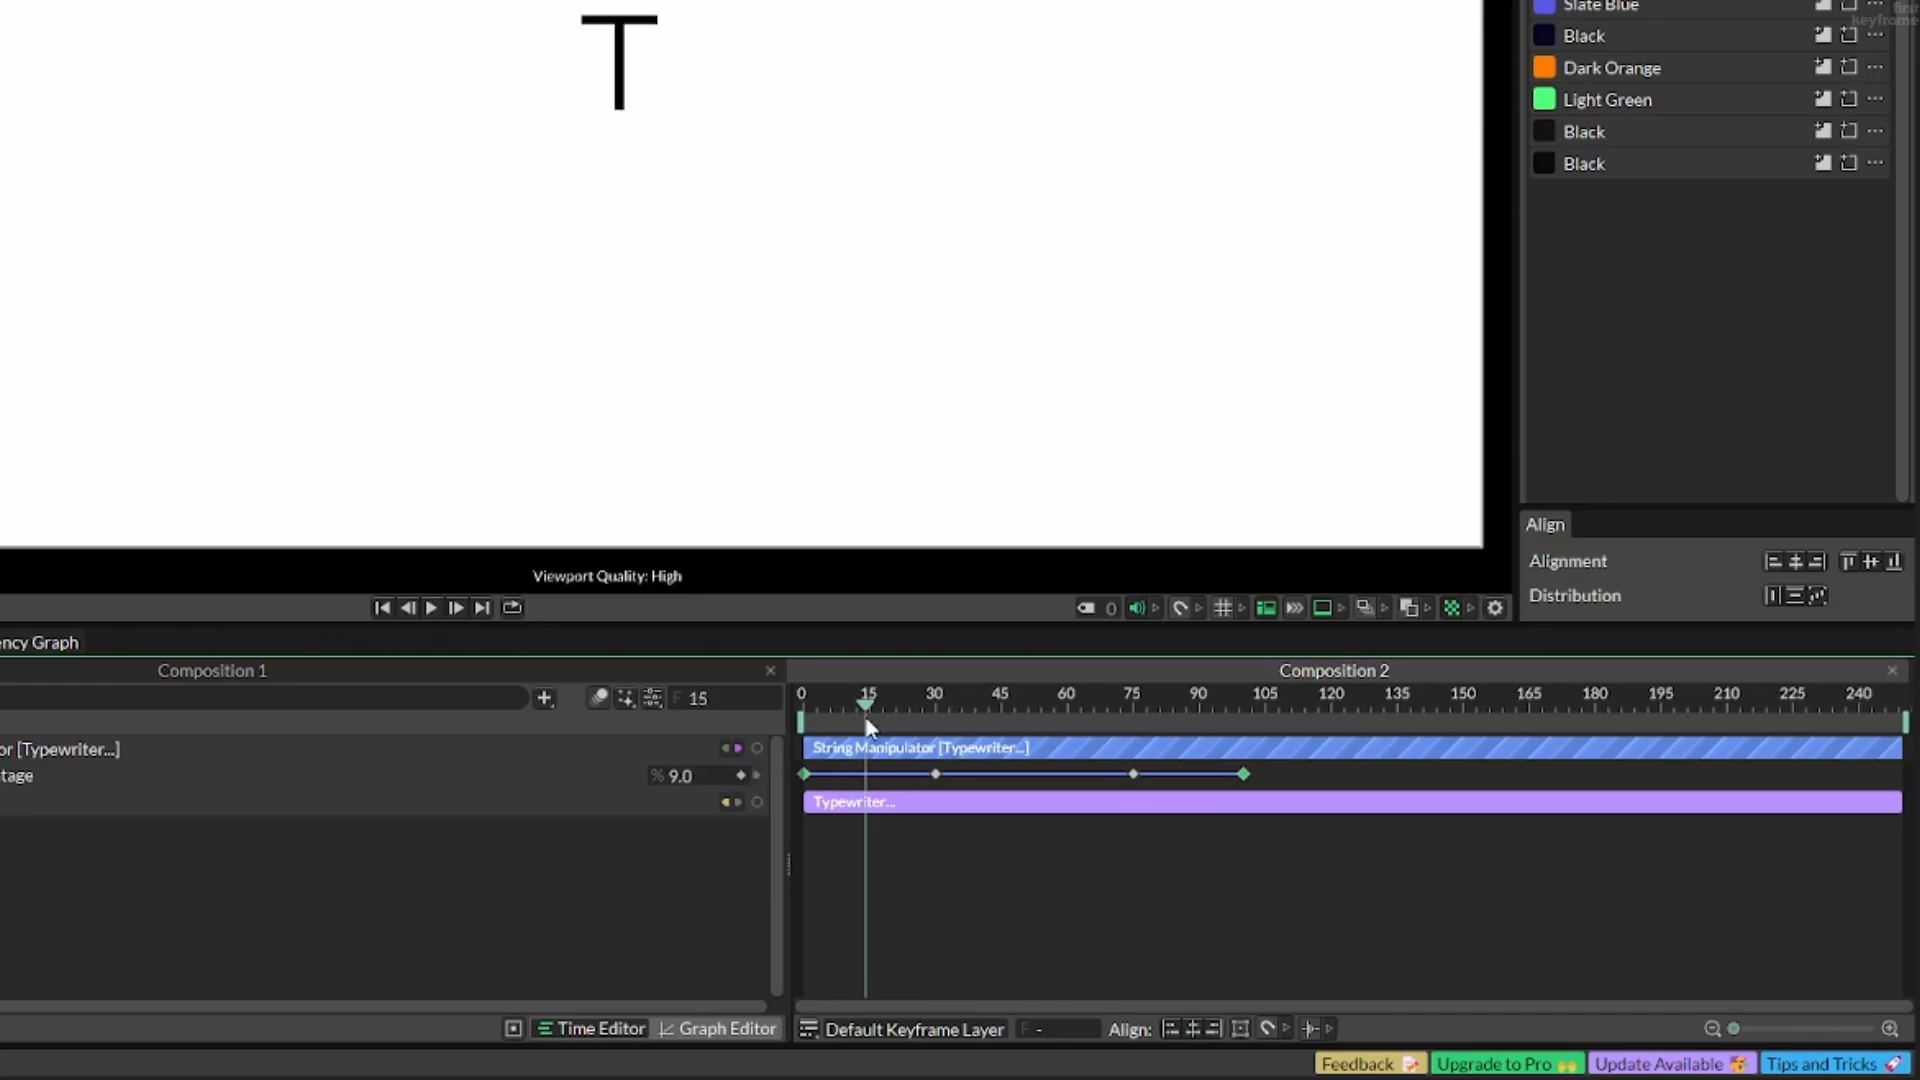 T
Slate Blue
first
keyframe
Black
Dark Orange
Light Green
Black
Black
Align
Alignment
Distribution
Viewport Quality: High
0
ency Graph
Composition 1
Composition 2
F 15
0 15 30 45 60 75 90 105 120 135 150 165 180 195 210 225 240
or [Typewriter...]
String Manipulator [Typewriter...]
tage
% 9.0
Typewriter...
Time Editor
Graph Editor
Default Keyframe Layer
F -
Align:
Feedback
Upgrade to Pro
Update Available
Tips and Tricks